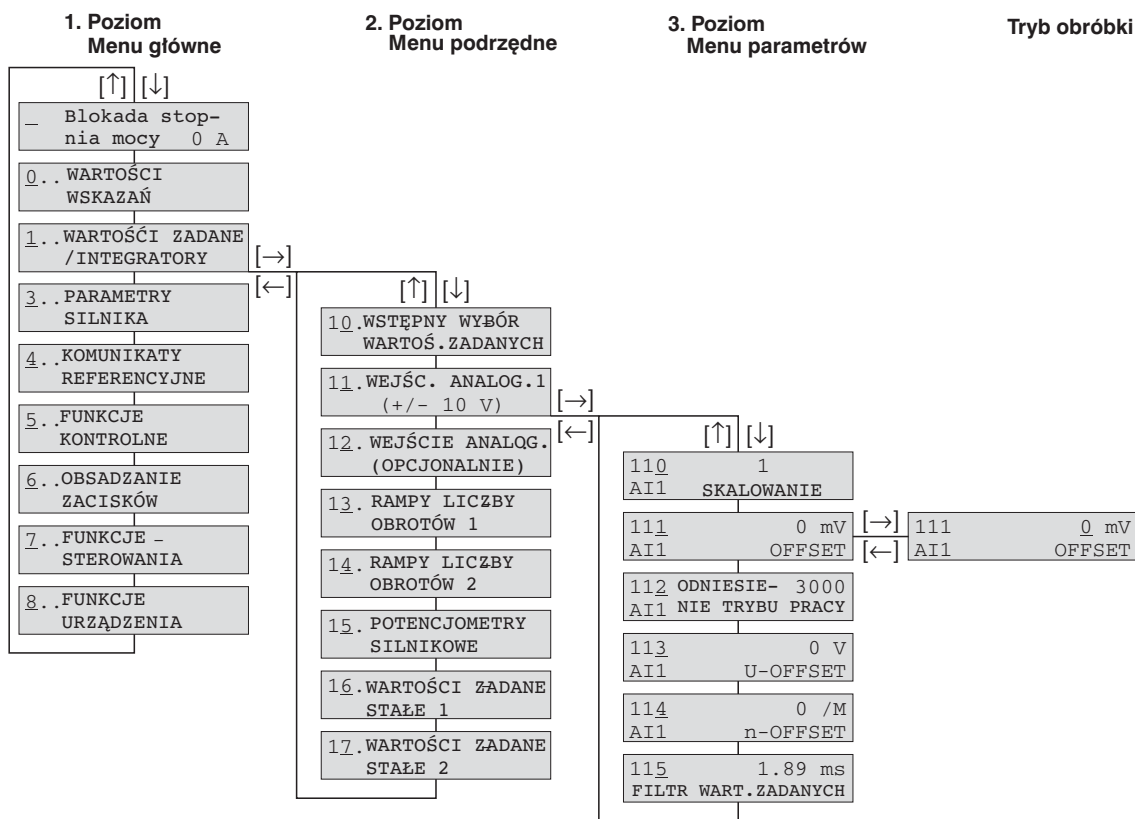 1. Poziom
Menu główne
[↑] [↓]
_ Blokada stop-
nia mocy 0 A
0.. WARTOŚCI
WSKAZAŃ
1..WARTOŚĆI ZADANE
/INTEGRATORY
[→]
[←]
3..PARAMETRY
SILNIKA
4..KOMUNIKATY
REFERENCYJNE
5..FUNKCJE
KONTROLNE
6..OBSADZANIE
ZACISKÓW
7..FUNKCJE -
STEROWANIA
8..FUNKCJE
URZĄDZENIA
2. Poziom
Menu podrzędne
[↑] [↓]
10.WSTĘPNY WYBÓR
WARTOŚ.ZADANYCH
11.WEJŚC. ANALOG.1
(+/- 10 V)
[→]
[←]
12. WEJŚCIE ANALOG.
(OPCJONALNIE)
13. RAMPY LICZBY
OBROTÓW 1
14. RAMPY LICZBY
OBROTÓW 2
15. POTENCJOMETRY
SILNIKOWE
16.WARTOŚCI ZADANE
STAŁE 1
17.WARTOŚCI ZADANE
STAŁE 2
3. Poziom
Menu parametrów
[↑] [↓]
110 1
AI1 SKALOWANIE
111 0 mV
AI1 OFFSET
[→]
[←]
112 ODNIESIE- 3000
AI1 NIE TRYBU PRACY
113 0 V
AI1 U-OFFSET
114 0 /M
AI1 n-OFFSET
115 1.89 ms
FILTR WART.ZADANYCH
Tryb obróbki
111 0 mV
AI1 OFFSET